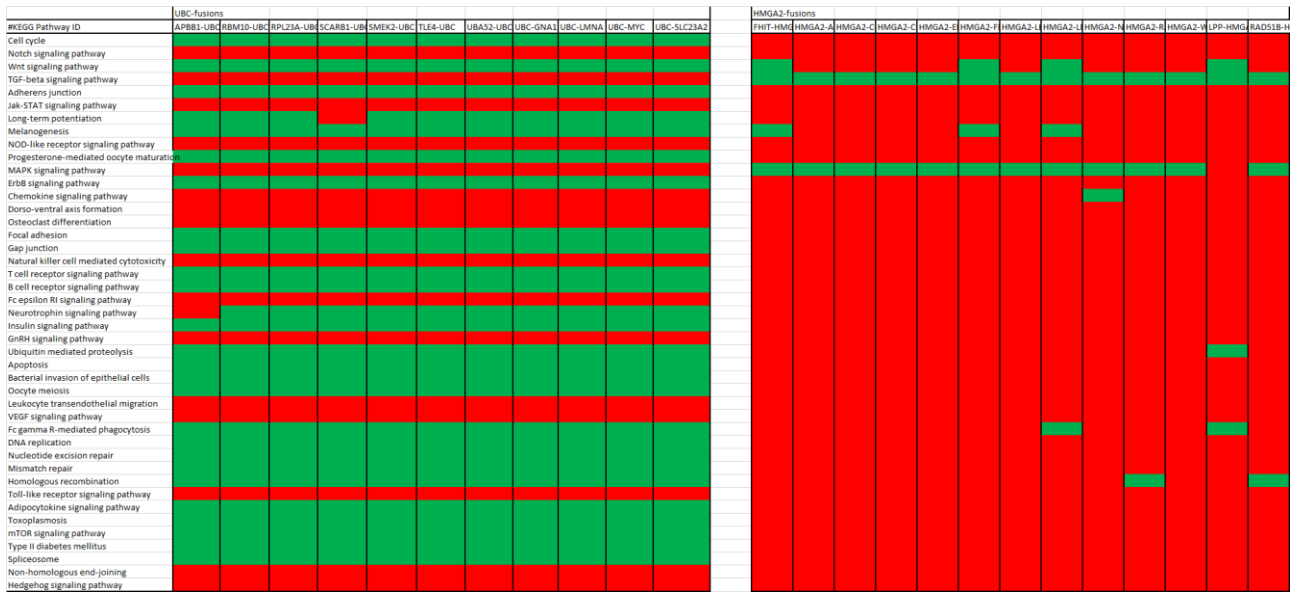 UBC-fusions HMGA2-fusions
#KEGG Pathway ID APBB1-UBC RBM10-UBC RPL23A-UBC SCARB1-UBC SMEK2-UBC TLE4-UBC UBA52-UBC UBC-GNA1 UBC-LMNA UBC-MYC UBC-SLC23A2 FHIT-HMG HMGA2-A HMGA2-C HMGA2-C HMGA2-E HMGA2-F HMGA2-L HMGA2-L HMGA2-N HMGA2-R HMGA2-W LPP-HMGA RAD51B-H
Cell cycle
Notch signaling pathway
Wnt signaling pathway
TGF-beta signaling pathway
Adherens junction
Jak-STAT signaling pathway
Long-term potentiation
Melanogenesis
NOD-like receptor signaling pathway
Progesterone-mediated oocyte maturation
MAPK signaling pathway
ErbB signaling pathway
Chemokine signaling pathway
Dorso-ventral axis formation
Osteoclast differentiation
Focal adhesion
Gap junction
Natural killer cell mediated cytotoxicity
T cell receptor signaling pathway
B cell receptor signaling pathway
Fc epsilon RI signaling pathway
Neurotrophin signaling pathway
Insulin signaling pathway
GnRH signaling pathway
Ubiquitin mediated proteolysis
Apoptosis
Bacterial invasion of epithelial cells
Oocyte meiosis
Leukocyte transendothelial migration
VEGF signaling pathway
Fc gamma R-mediated phagocytosis
DNA replication
Nucleotide excision repair
Mismatch repair
Homologous recombination
Toll-like receptor signaling pathway
Adipocytokine signaling pathway
Toxoplasmosis
mTOR signaling pathway
Type II diabetes mellitus
Spliceosome
Non-homologous end-joining
Hedgehog signaling pathway